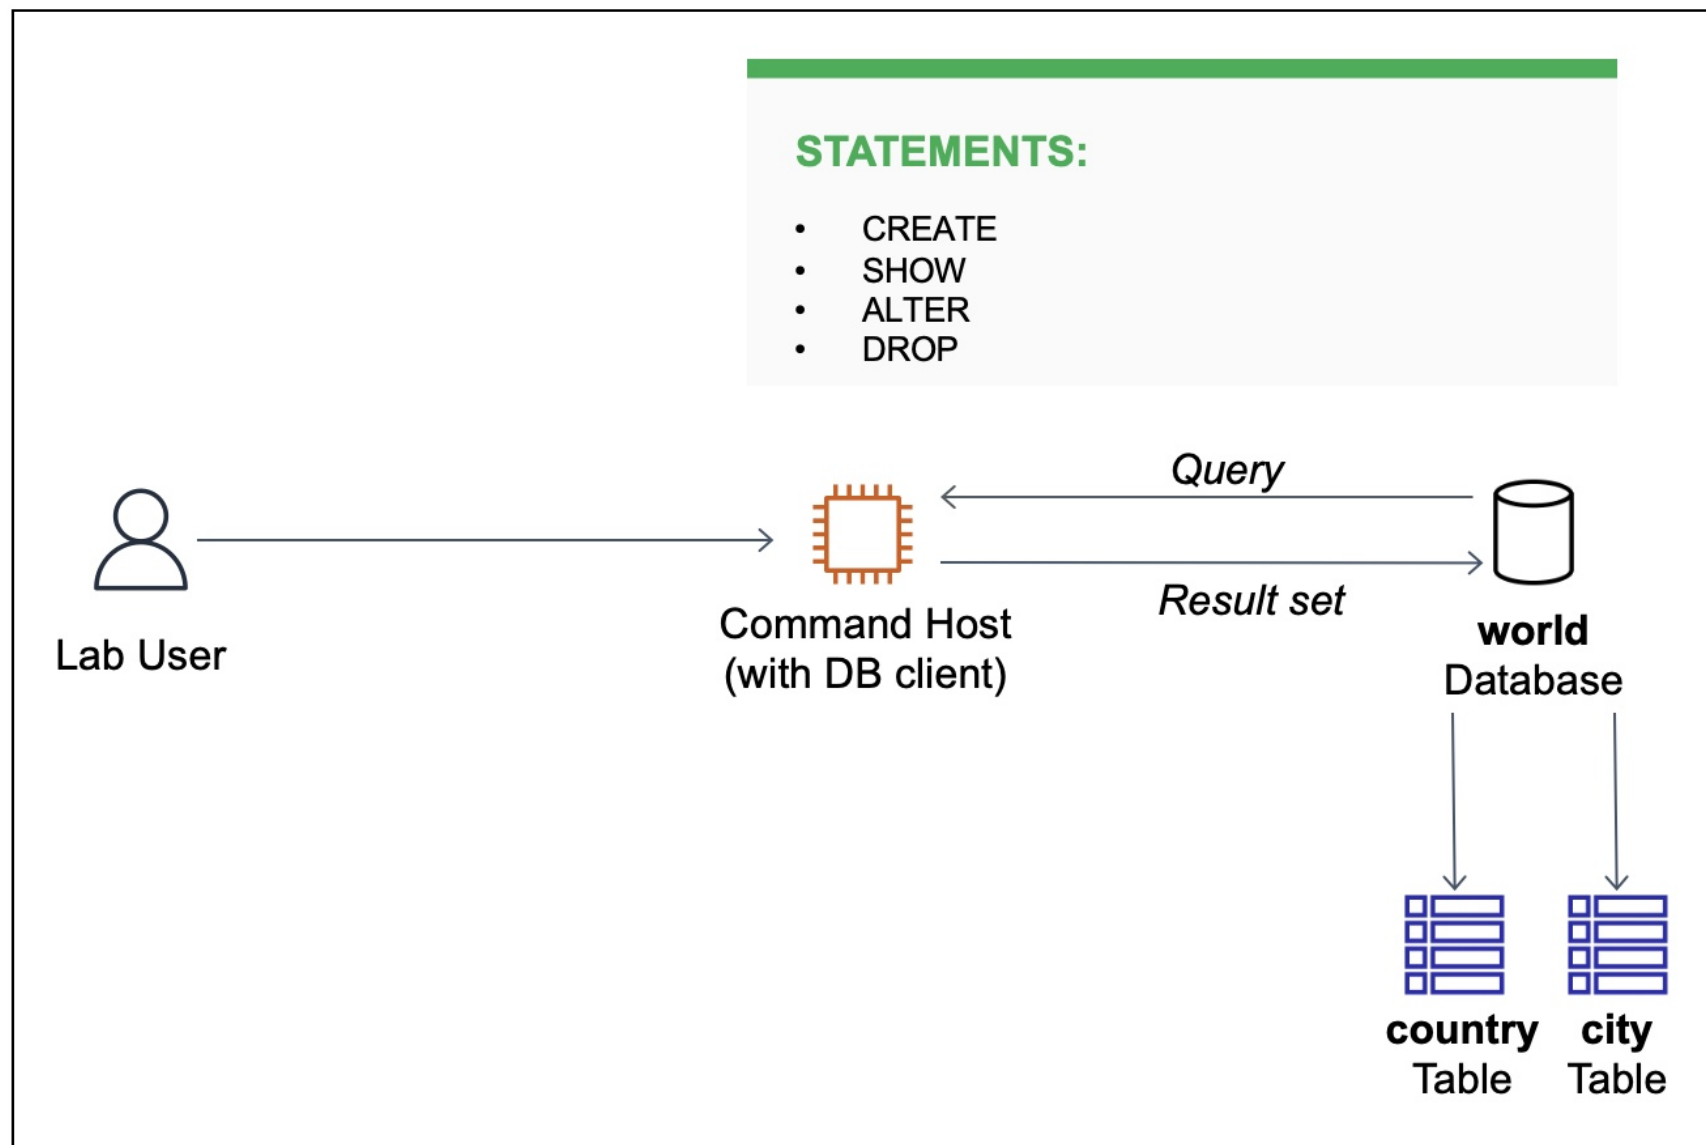 STATEMENTS:
• CREATE
• SHOW
• ALTER
• DROP
Query
Result set
Lab User
Command Host
(with DB client)
world
Database
country
Table
city
Table